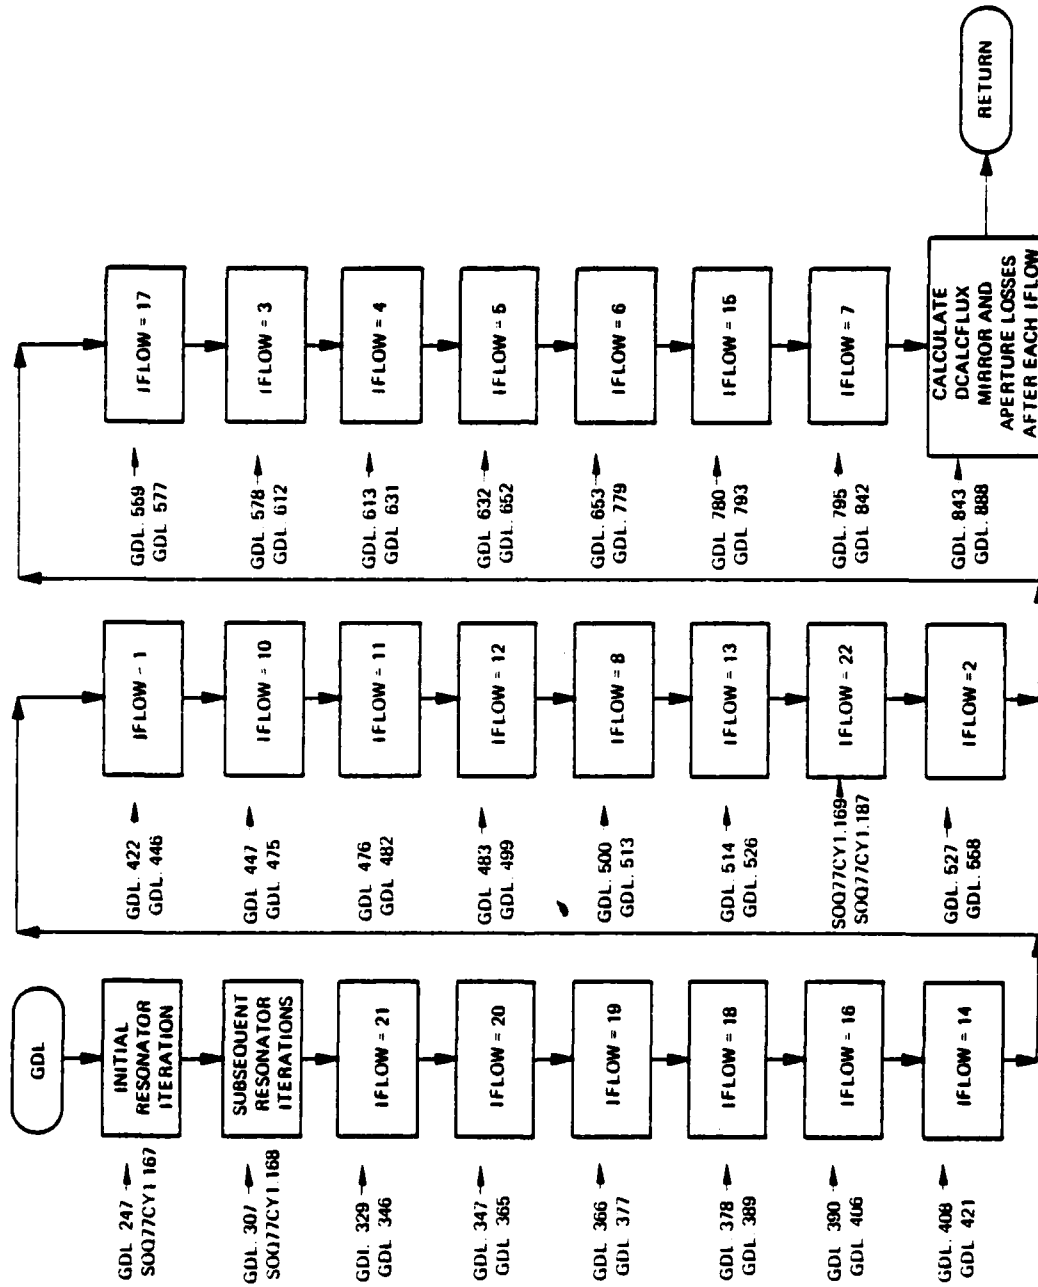 GDL
GDL 247
SOQ77CY1.167
INITIAL
RESONATOR
ITERATION
GDL. 307
SOQ77CY1.168
SUBSEQUENT
RESONATOR
ITERATIONS
GDL 329
GDL 346
IFLOW = 21
GDL. 347
GDL 365
IFLOW = 20
GDL. 366
GDL 377
IFLOW = 19
GDL. 378
GDL 389
IFLOW = 18
GDL 390
GDL 406
IFLOW = 16
GDL. 408
GDL 421
IFLOW = 14
GDL. 422
GDL. 446
IFLOW - 1
GDL 447
GDL 475
IFLOW = 10
GDL 476
GDL 482
IFLOW = 11
GDL 483
GDL 499
IFLOW = 12
GDL. 500
GDL 513
IFLOW = 8
GDL 514
GDL 526
IFLOW = 13
SOQ77CY1.169
SOQ77CY1.187
IFLOW = 22
GDL. 527
GDL 568
IFLOW =2
GDL. 569
GDL 577
IFLOW = 17
GDL 578
GDL 612
IFLOW = 3
GDL. 613
GDL 631
IFLOW = 4
GDL 632
GDL. 652
IFLOW = 5
GDL. 653
GDL. 779
IFLOW = 6
GDL 780
GDL 793
IFLOW = 15
GDL. 795
GDL 842
IFLOW = 7
GDL. 843
GDL. 888
CALCULATE
DCALCFLUX
MIRROR AND
APERTURE LOSSES
AFTER EACH IFLOW
RETURN